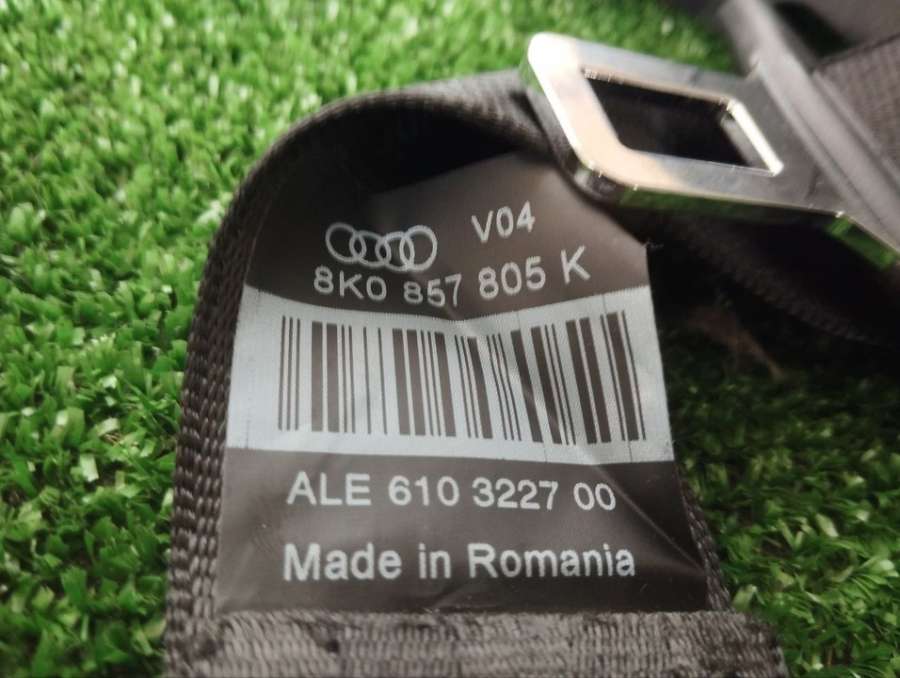 V04
8K0 857 805 K
ALE 610 3227 00
Made in Romania